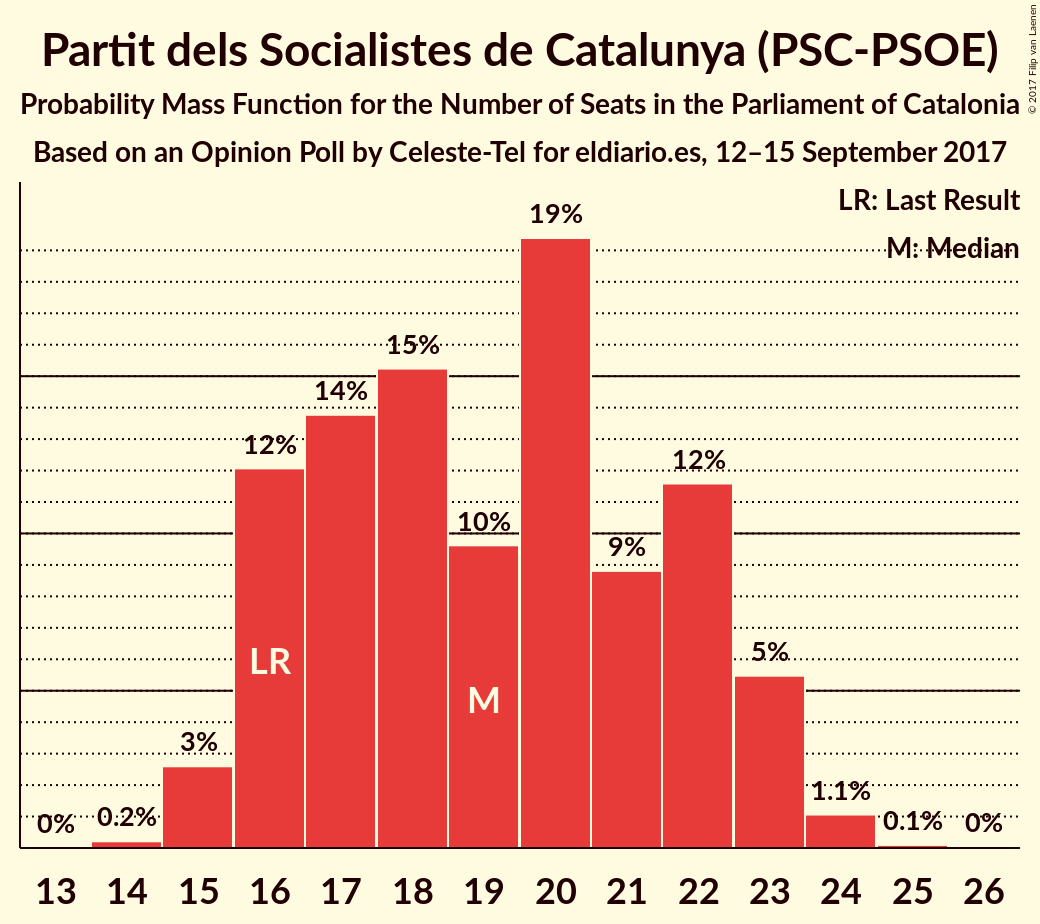 Partit dels Socialistes de Catalunya (PSC-PSOE)
Probability Mass Function for the Number of Seats in the Parliament of Catalonia
Based on an Opinion Poll by Celeste-Tel for eldiario.es, 12–15 September 2017
© 2017 Filip van Laenen
LR: Last Result
M: Median
19%
15%
14%
12%
12%
10%
9%
5%
3%
1.1%
0.2%
0.1%
0%
0%
LR
M
13 14 15 16 17 18 19 20 21 22 23 24 25 26